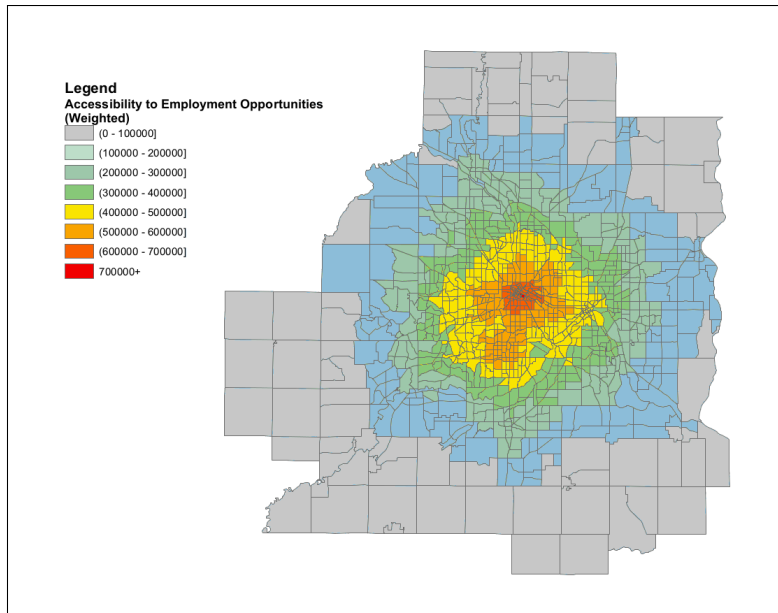 Legend
Accessibility to Employment Opportunities
(Weighted)
(0 - 100000]
(100000 - 200000]
(200000 - 300000]
(300000 - 400000]
(400000 - 500000]
(500000 - 600000]
(600000 - 700000]
700000+